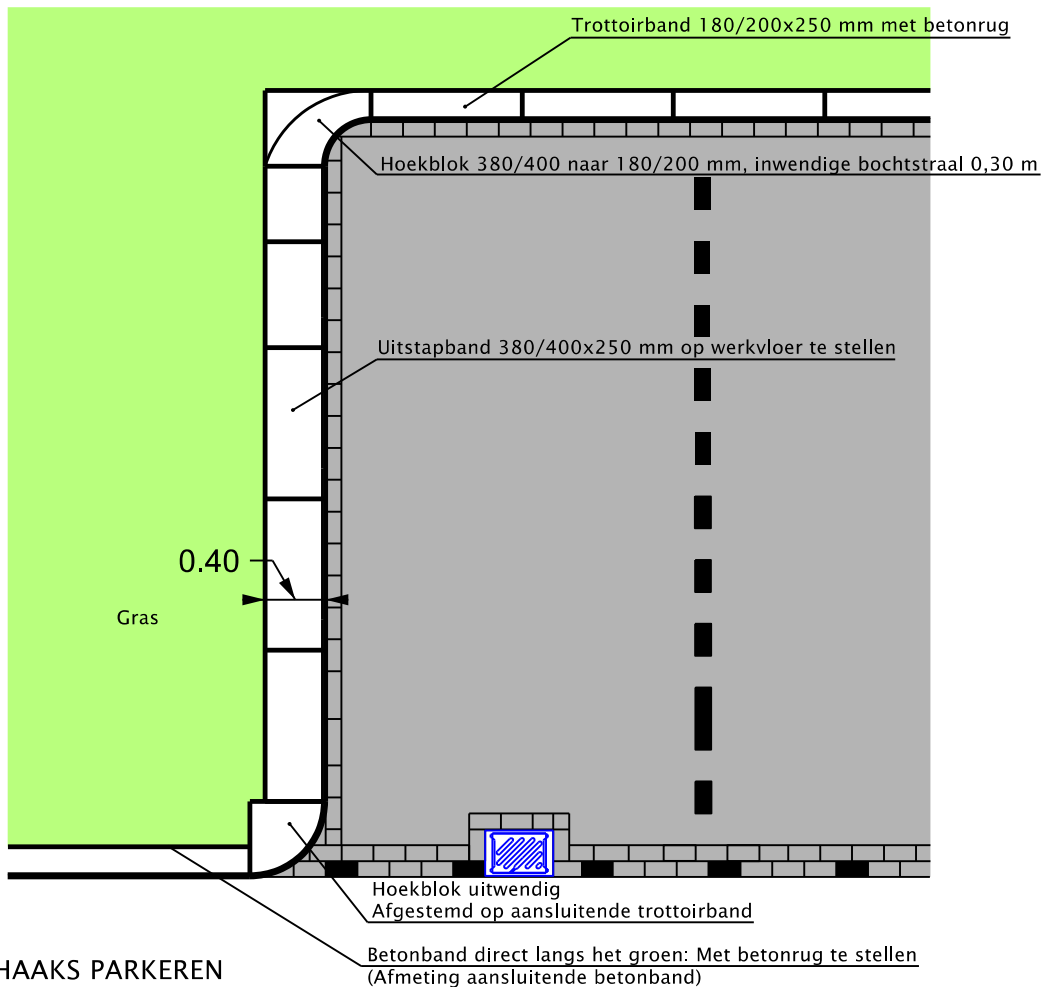 Trottoirband 180/200x250 mm met betonrug
Hoekblok 380/400 naar 180/200 mm, inwendige bochtstraal 0,30 m
Uitstapband 380/400x250 mm op werkvloer te stellen
0.40
Gras
Hoekblok uitwendig
Afgestemd op aansluitende trottoirband
Betonband direct langs het groen: Met betonrug te stellen
(Afmeting aansluitende betonband)
HAAKS PARKEREN